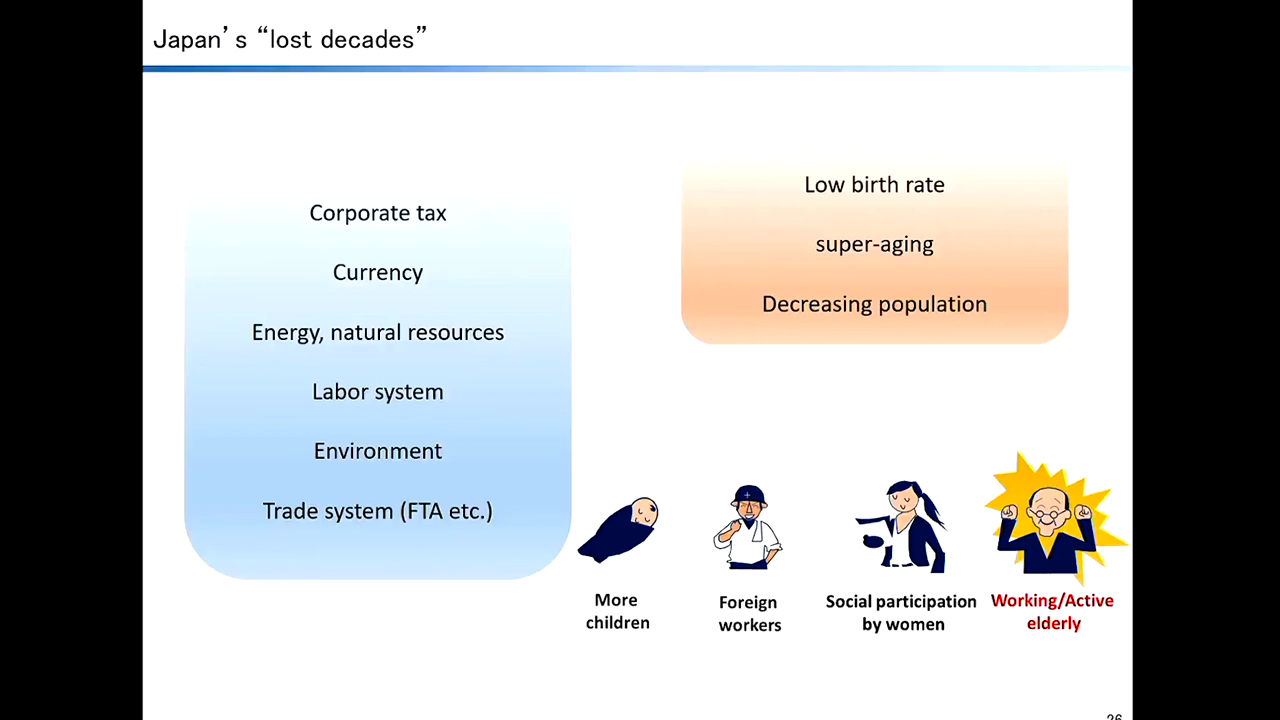 Japan’s “lost decades”
Corporate tax
Currency
Energy, natural resources
Labor system
Environment
Trade system (FTA etc.)
Low birth rate
super-aging
Decreasing population
More
children
Foreign
workers
Social participation
by women
Working/Active
elderly
26